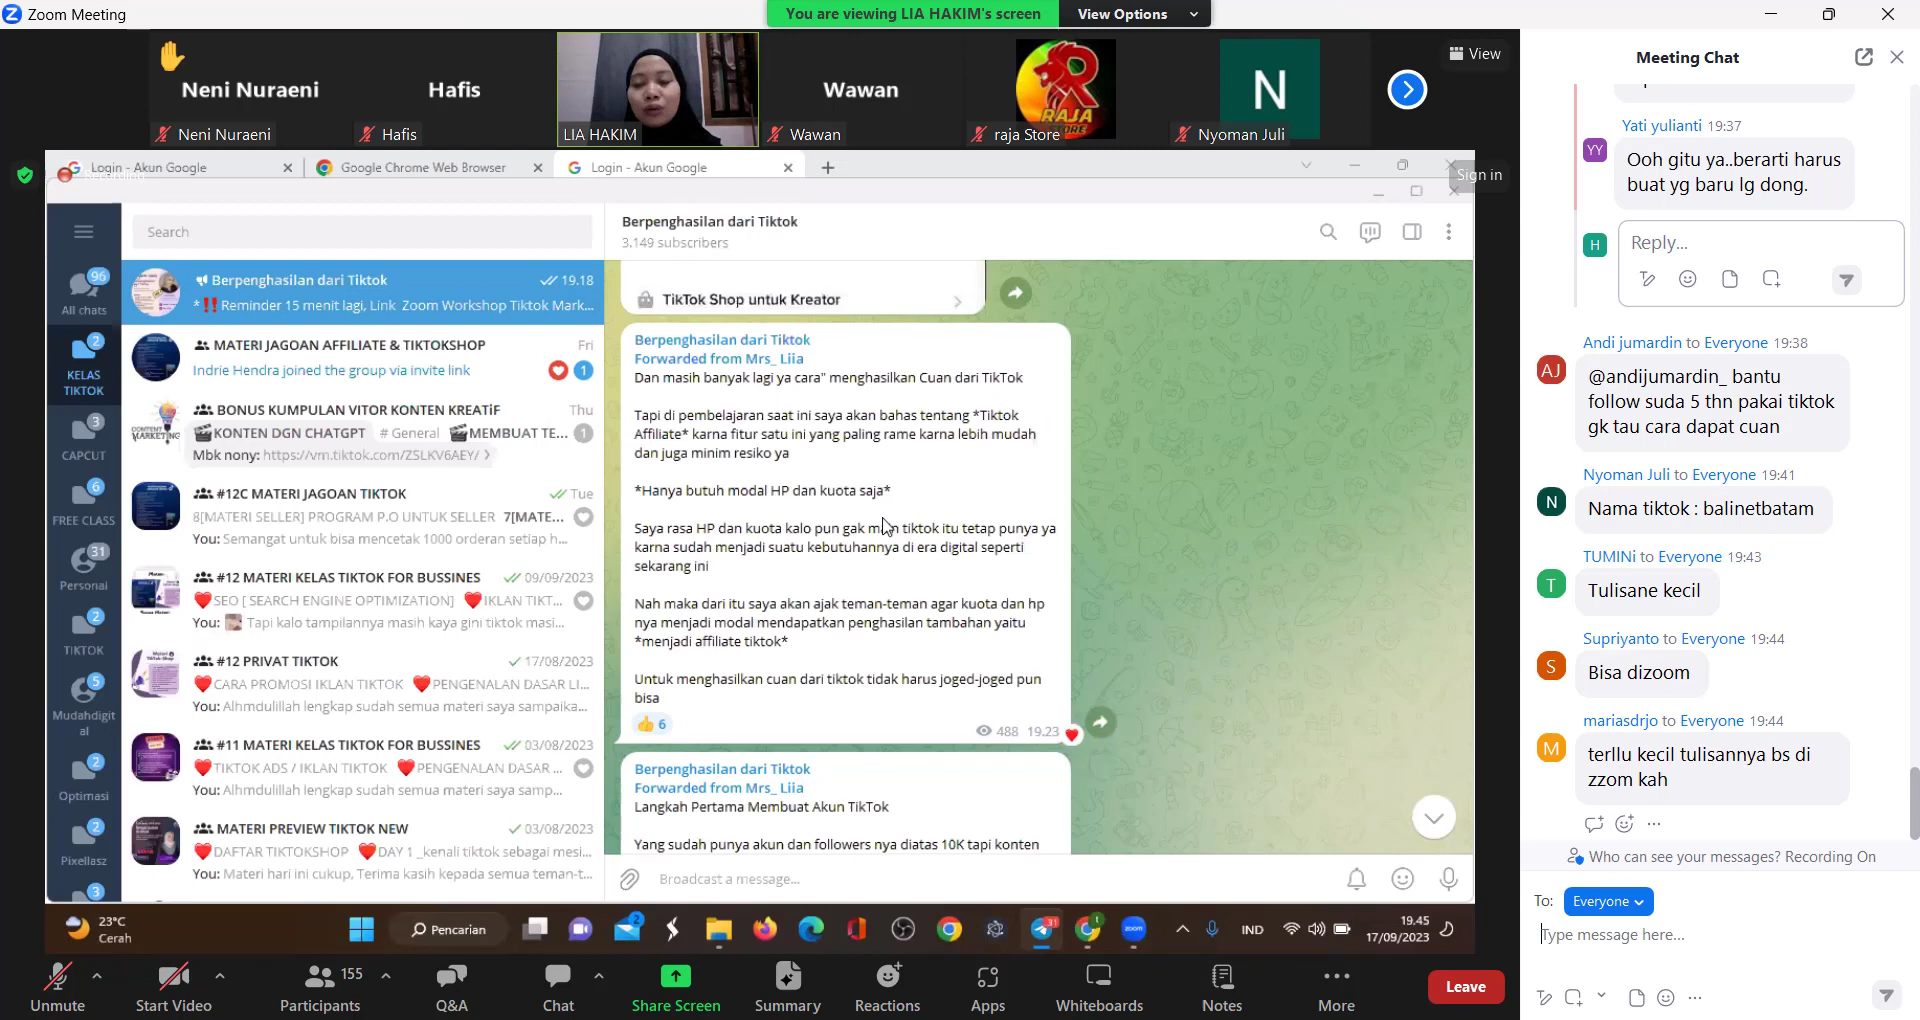 Zoom Meeting
You are viewing LIA HAKIM's screen
View Options
Neni Nuraeni
Neni Nuraeni
Hafis
Hafis
LIA HAKIM
Wawan
Wawan
RAJA
raja Store
N
Nyoman Juli
View
Login - Akun Google
Google Chrome Web Browser
Login - Akun Google
Sign in
96
All chats
2
KELAS
TIKTOK
3
CAPCUT
6
FREE CLASS
31
Personal
2
TIKTOK
5
Mudahdigit
al
2
Optimasi
2
Pixellasz
3
Search
Berpenghasilan dari Tiktok
19.18
*‼️Reminder 15 menit lagi, Link Zoom Workshop Tiktok Mark...
MATERI JAGOAN AFFILIATE & TIKTOKSHOP
Fri
Indrie Hendra joined the group via invite link
1
BONUS KUMPULAN VITOR KONTEN KREATiF
Thu
🎬KONTEN DGN CHATGPT # General 🎬MEMBUAT TE...
1
Mbk nony: https://vm.tiktok.com/ZSLKV6AEY/
#12C MATERI JAGOAN TIKTOK
Tue
8[MATERI SELLER] PROGRAM P.O UNTUK SELLER 7[MATE...
You: Semangat untuk bisa mencetak 1000 orderan setiap h...
#12 MATERI KELAS TIKTOK FOR BUSSINES
09/09/2023
❤️SEO [ SEARCH ENGINE OPTIMIZATION] ❤️IKLAN TIKT...
You: Tapi kalo tampilannya masih kaya gini tiktok masi...
#12 PRIVAT TIKTOK
17/08/2023
❤️CARA PROMOSI IKLAN TIKTOK ❤️PENGENALAN DASAR LI...
You: Alhmdulillah lengkap sudah semua materi saya sampaika...
#11 MATERI KELAS TIKTOK FOR BUSSINES
03/08/2023
❤️TIKTOK ADS / IKLAN TIKTOK ❤️PENGENALAN DASAR ...
You: Alhmdulillah lengkap sudah semua materi saya samp...
MATERI PREVIEW TIKTOK NEW
03/08/2023
❤️DAFTAR TIKTOKSHOP ❤️DAY 1 _kenali tiktok sebagai mesi...
You: Materi hari ini cukup, Terima kasih kepada semua teman-t...
Berpenghasilan dari Tiktok
3.149 subscribers
TikTok Shop untuk Kreator
Berpenghasilan dari Tiktok
Forwarded from Mrs_ Liia
Dan masih banyak lagi ya cara" menghasilkan Cuan dari TikTok
Tapi di pembelajaran saat ini saya akan bahas tentang *Tiktok
Affiliate* karna fitur satu ini yang paling rame karna lebih mudah
dan juga minim resiko ya
*Hanya butuh modal HP dan kuota saja*
Saya rasa HP dan kuota kalo pun gak main tiktok itu tetap punya ya
karna sudah menjadi suatu kebutuhannya di era digital seperti
sekarang ini
Nah maka dari itu saya akan ajak teman-teman agar kuota dan hp
nya menjadi modal mendapatkan penghasilan tambahan yaitu
*menjadi affiliate tiktok*
Untuk menghasilkan cuan dari tiktok tidak harus joged-joged pun
bisa
👍 6
488 19.23
Berpenghasilan dari Tiktok
Forwarded from Mrs_ Liia
Langkah Pertama Membuat Akun TikTok
Yang sudah punya akun dan followers nya diatas 10K tapi konten
Broadcast a message...
23°C
Cerah
Pencarian
2
31
zoom
IND
19.45
17/09/2023
Unmute
Start Video
155
Participants
Q&A
Chat
Share Screen
Summary
Reactions
Apps
Whiteboards
Notes
More
Leave
Meeting Chat
Yati yulianti 19:37
YY
Ooh gitu ya..berarti harus
buat yg baru lg dong.
H
Reply...
Andi jumardin to Everyone 19:38
AJ
@andijumardin_ bantu
follow suda 5 thn pakai tiktok
gk tau cara dapat cuan
Nyoman Juli to Everyone 19:41
N
Nama tiktok : balinetbatam
TUMINi to Everyone 19:43
T
Tulisane kecil
Supriyanto to Everyone 19:44
S
Bisa dizoom
mariasdrjo to Everyone 19:44
M
terllu kecil tulisannya bs di
zzom kah
Who can see your messages? Recording On
To: Everyone
Type message here...